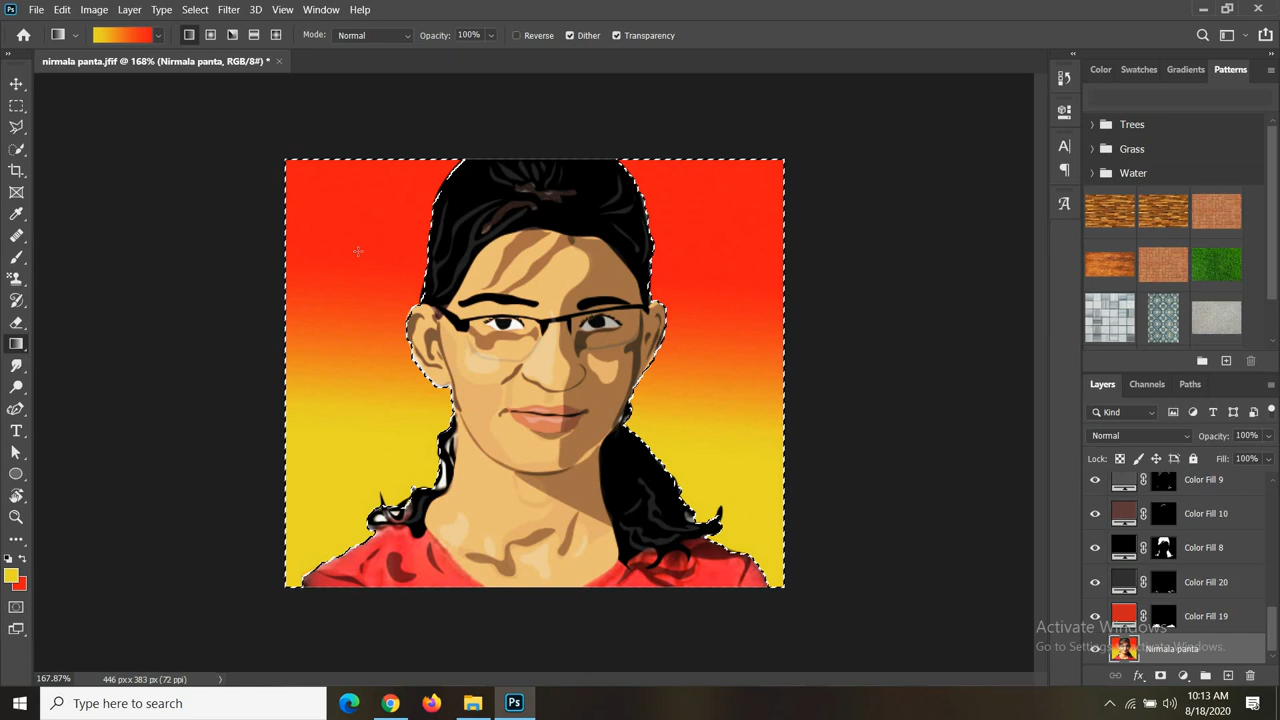 Ps File Edit Image Layer Type Select Filter 3D View Window Help
Mode: Normal Opacity: 100% Reverse Dither Transparency
nirmala panta.jfif @ 168% (Nirmala panta, RGB/8#) * ×
Color Swatches Gradients Patterns
Trees
Grass
Water
Layers Channels Paths
Kind
Normal Opacity: 100%
Lock: Fill: 100%
Color Fill 9
Color Fill 10
Color Fill 8
Color Fill 20
Color Fill 19
Nirmala panta
Activate Windows
Go to Settings to activate Windows.
167.87% 446 px x 383 px (72 ppi)
Type here to search
Ps
10:13 AM
8/18/2020